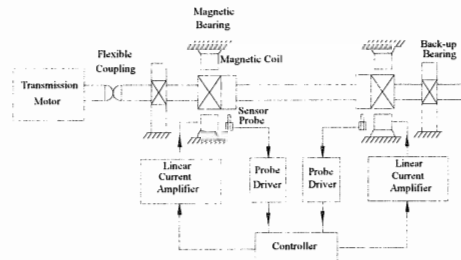 Magnetic
Bearing
Flexible
Coupling
Magnetic Coil
Back-up
Bearing
Transmission
Motor
Sensor
Probe
Linear
Current
Amplifier
Probe
Driver
Probe
Driver
Linear
Current
Amplifier
Controller